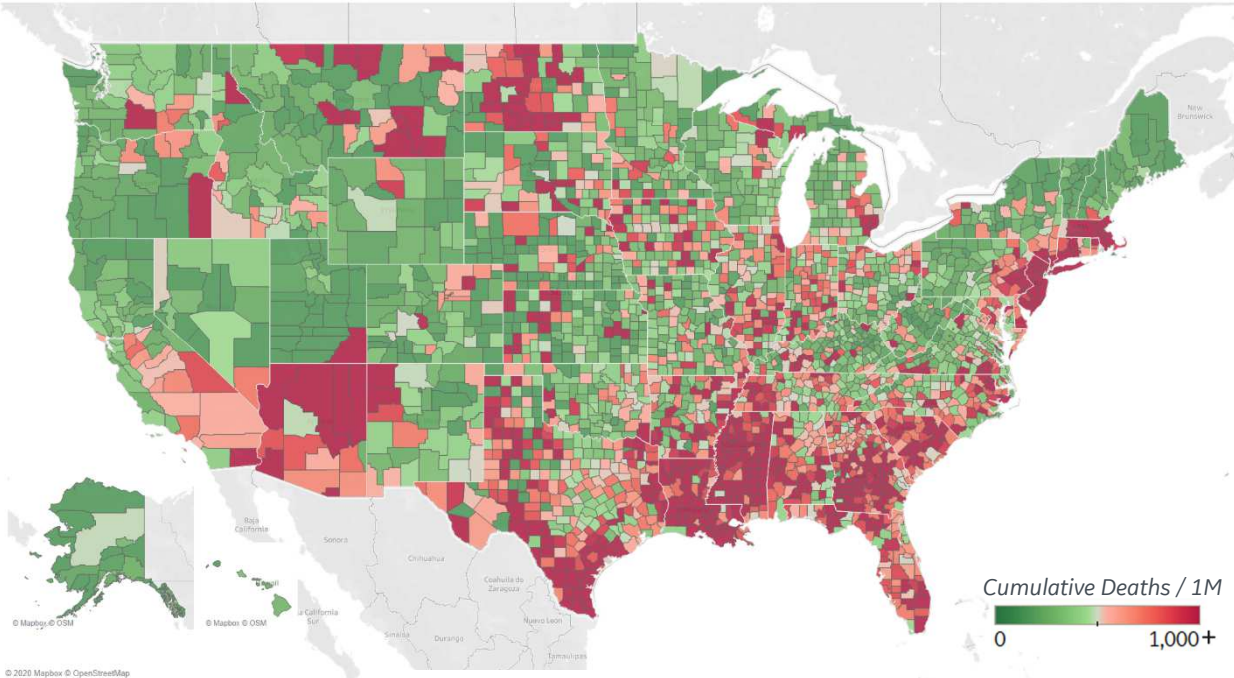 New
Brunswick
Baja
California
Sonora
Chihuahua
Coahuila de
Zaragoza
Nuevo León
Tamaulipas
Sinaloa
Durango
a California
Sur
Hawaii
© Mapbox © OSM
© Mapbox © OSM
Cumulative Deaths / 1M
0
1,000+
© 2020 Mapbox © OpenStreetMap